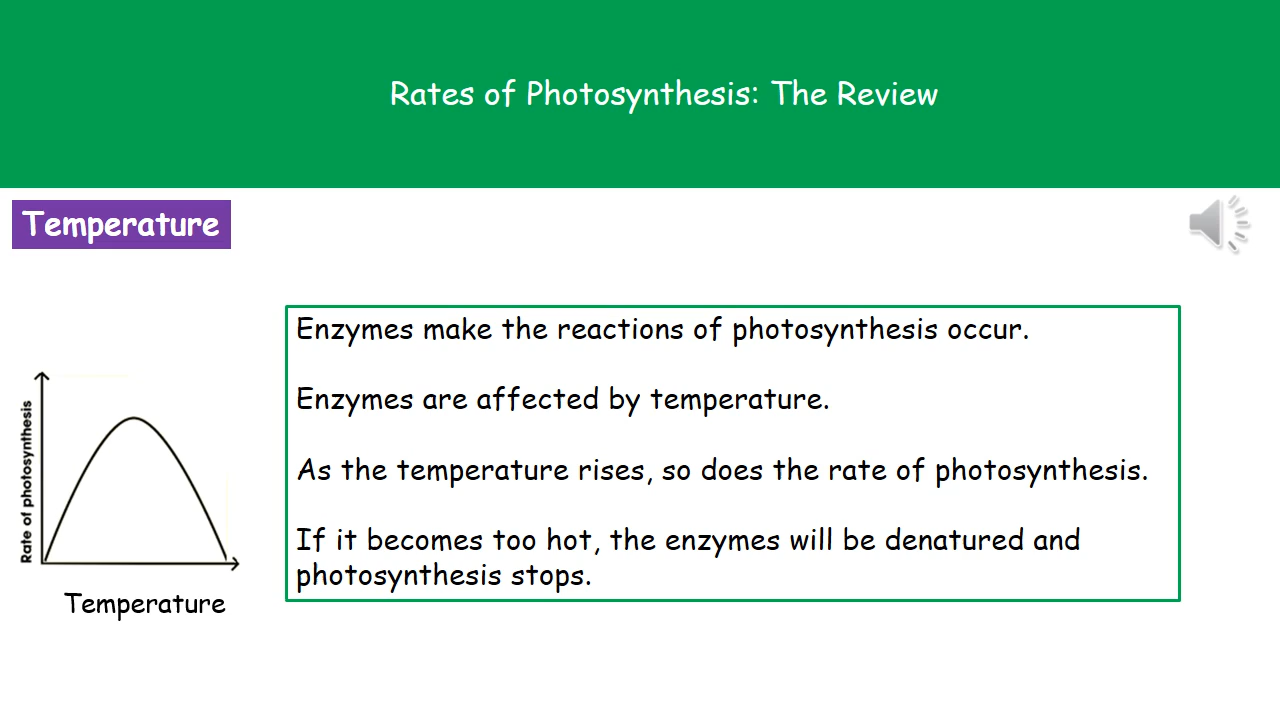 Rates of Photosynthesis: The Review
Temperature
Enzymes make the reactions of photosynthesis occur.
Enzymes are affected by temperature.
As the temperature rises, so does the rate of photosynthesis.
If it becomes too hot, the enzymes will be denatured and
photosynthesis stops.
Rate of photosynthesis
Temperature